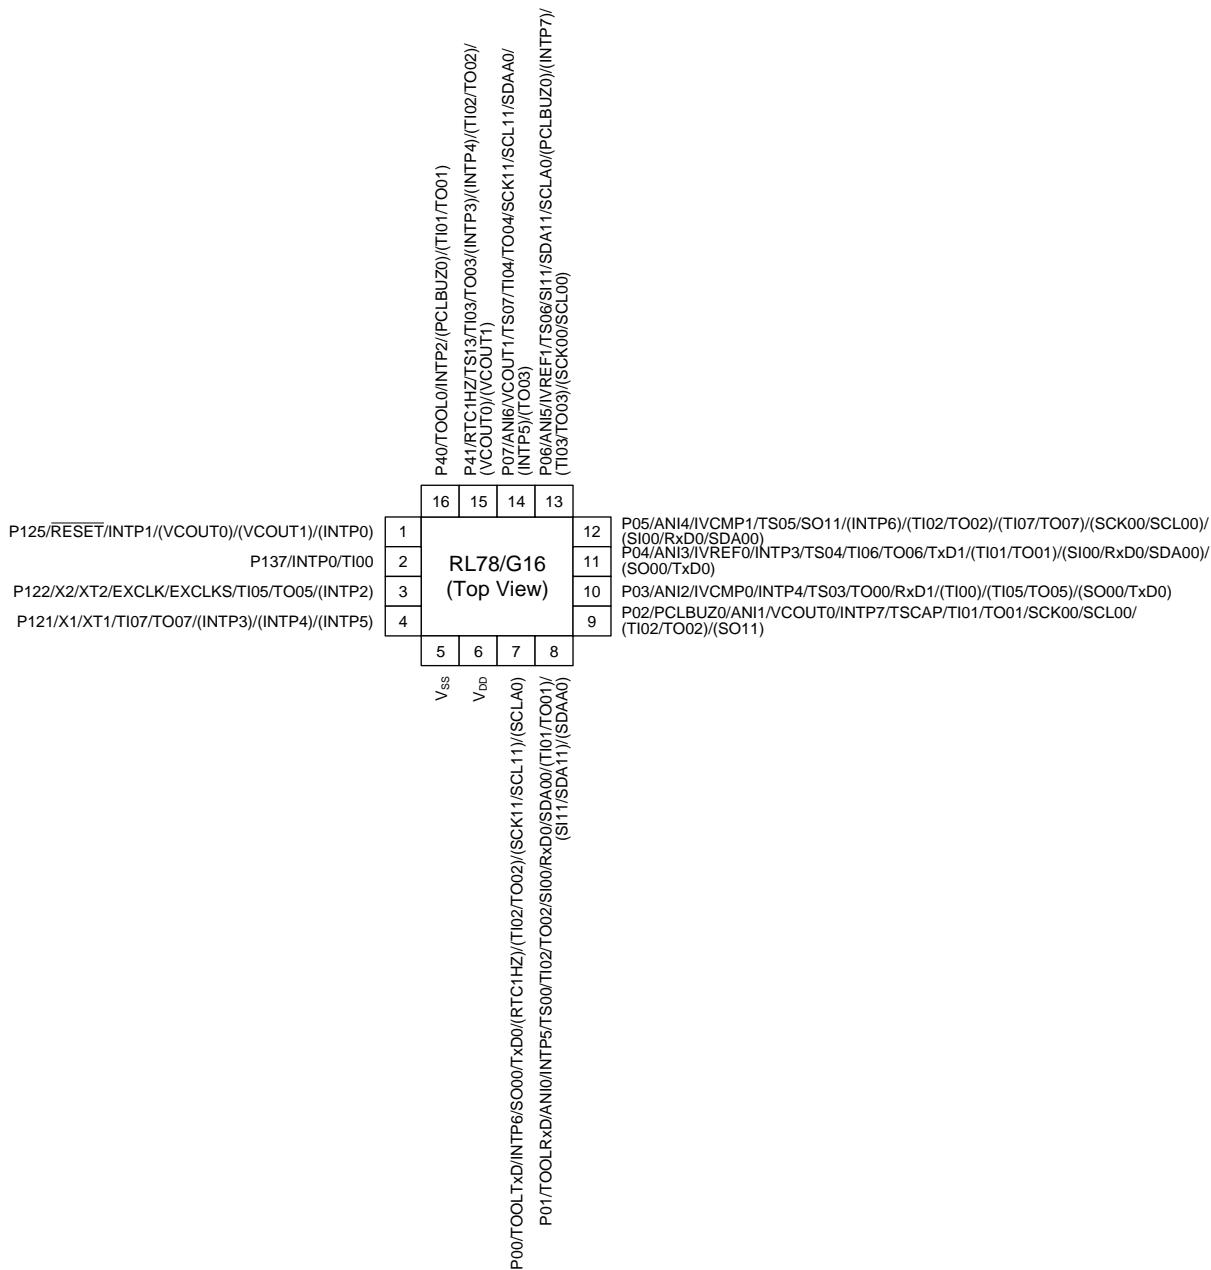 P40/TOOL0/INTP2/(PCLBUZ0)/(TI01/TO01)
P41/RTC1HZ/TS13/TI03/TO03/(INTP3)/(INTP4)/(TI02/TO02)/
(VCOUT0)/(VCOUT1)
P07/ANI6/VCOUT1/TS07/TI04/TO04/SCK11/SCL11/SDAA0/
(INTP5)/(TO03)
P06/ANI5/IVREF1/TS06/SI11/SDA11/SCLA0/(PCLBUZ0)/(INTP7)/
(TI03/TO03)/(SCK00/SCL00)
16 15 14 13
P125/RESET/INTP1/(VCOUT0)/(VCOUT1)/(INTP0) 1
P137/INTP0/TI00 2
P122/X2/XT2/EXCLK/EXCLKS/TI05/TO05/(INTP2) 3
P121/X1/XT1/TI07/TO07/(INTP3)/(INTP4)/(INTP5) 4
RL78/G16
(Top View)
12 P05/ANI4/IVCMP1/TS05/SO11/(INTP6)/(TI02/TO02)/(TI07/TO07)/(SCK00/SCL00)/
(SI00/RxD0/SDA00)
11 P04/ANI3/IVREF0/INTP3/TS04/TI06/TO06/TxD1/(TI01/TO01)/(SI00/RxD0/SDA00)/
(SO00/TxD0)
10 P03/ANI2/IVCMP0/INTP4/TS03/TO00/RxD1/(TI00)/(TI05/TO05)/(SO00/TxD0)
9 P02/PCLBUZ0/ANI1/VCOUT0/INTP7/TSCAP/TI01/TO01/SCK00/SCL00/
(TI02/TO02)/(SO11)
5 6 7 8
VSS
VDD
P00/TOOLTxD/INTP6/SO00/TxD0/(RTC1HZ)/(TI02/TO02)/(SCK11/SCL11)/(SCLA0)
P01/TOOLRxD/ANI0/INTP5/TS00/TI02/TO02/SI00/RxD0/SDA00/(TI01/TO01)/
(SI11/SDA11)/(SDAA0)